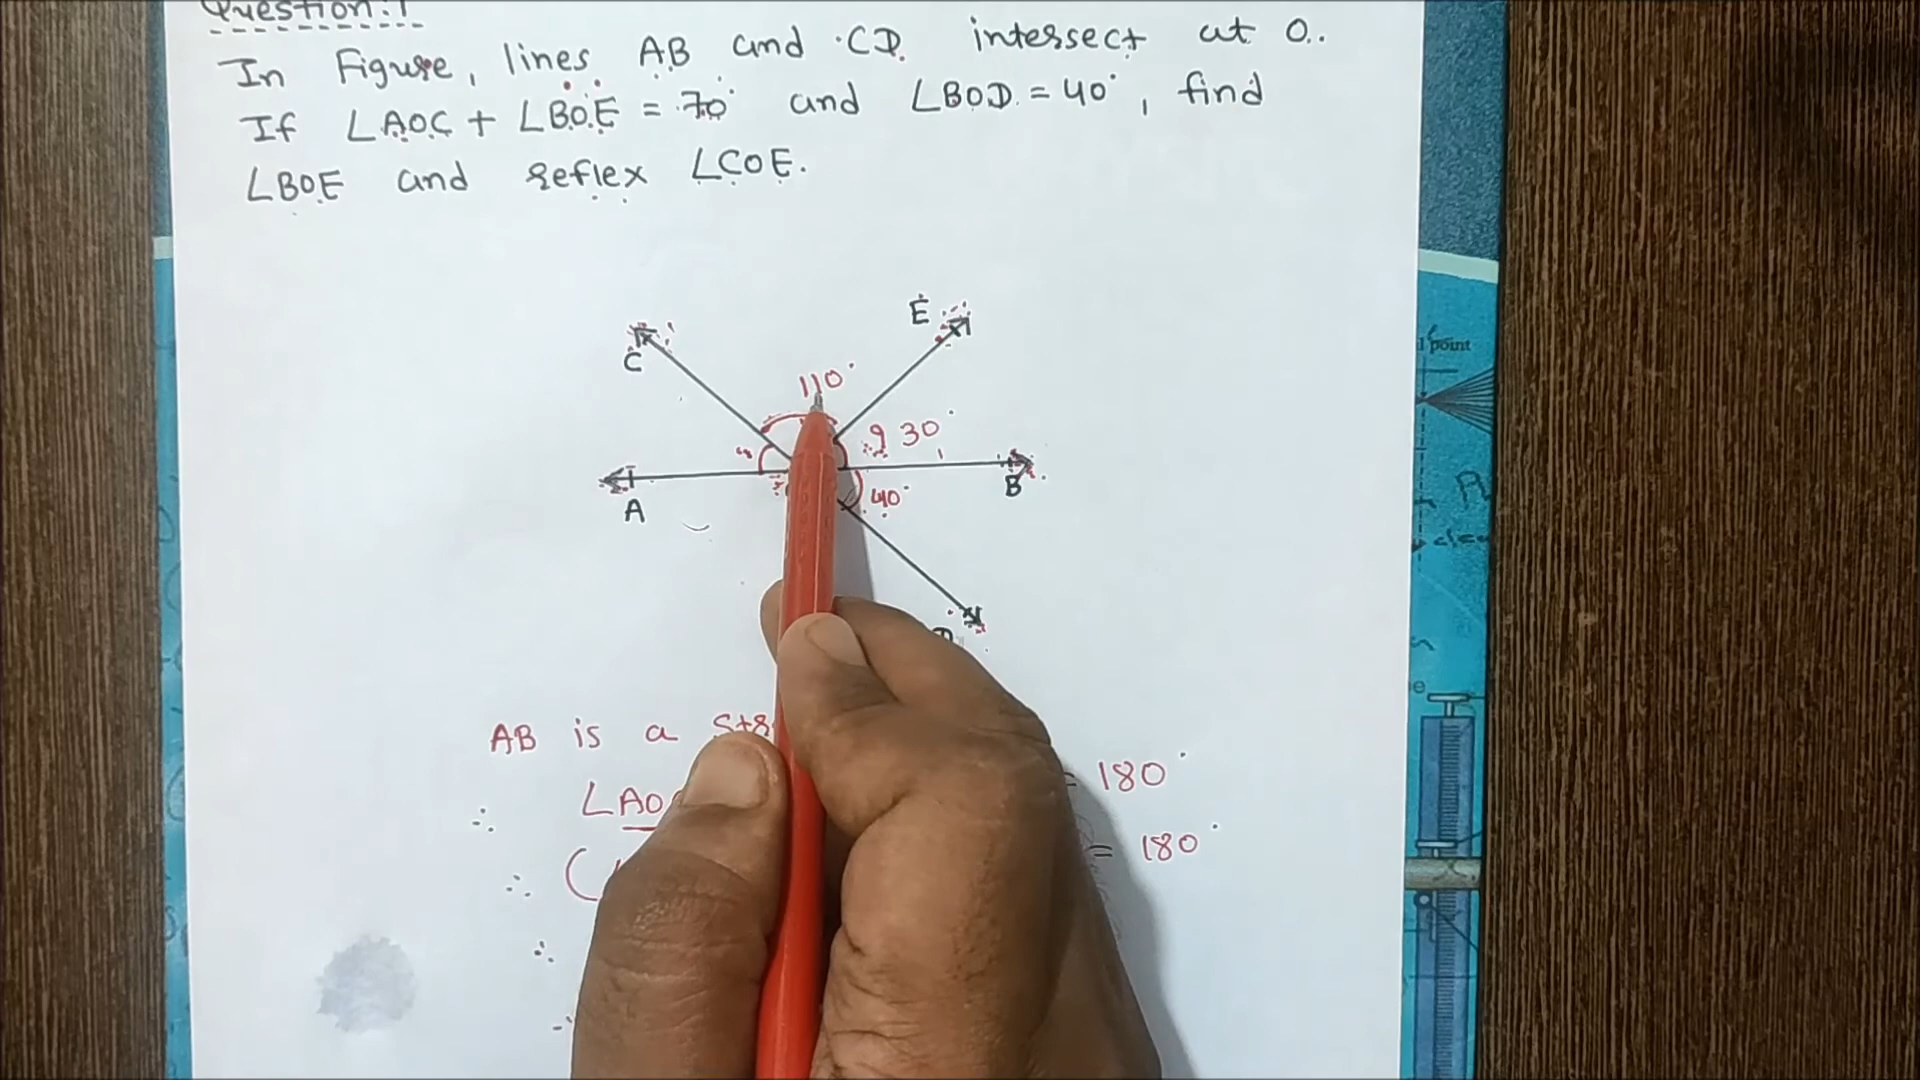 Question:1
In Figure, lines AB and CD intersect at O.
If ∠AOC + ∠BOE = 70° and ∠BOD = 40°, find
∠BOE and reflex ∠COE.
E
C
110°
30°
A
B
40°
D
AB is a
∴ ∠AO = 180°
∴ ( = 180°
∴
point